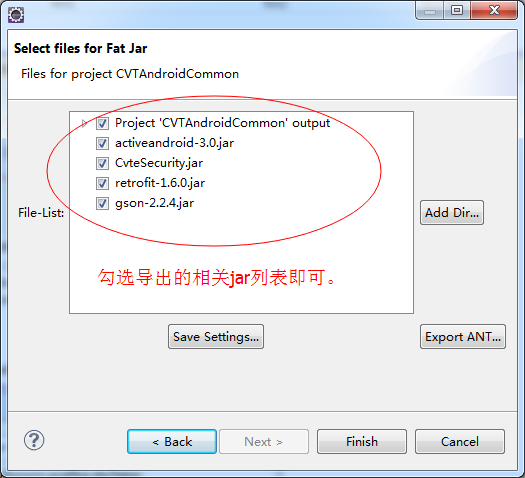 Select files for Fat Jar
Files for project CVTAndroidCommon
Project 'CVTAndroidCommon' output
activeandroid-3.0.jar
CvteSecurity.jar
retrofit-1.6.0.jar
gson-2.2.4.jar
File-List:
Add Dir...
勾选导出的相关jar列表即可。
Save Settings...
Export ANT...
?
< Back
Next >
Finish
Cancel